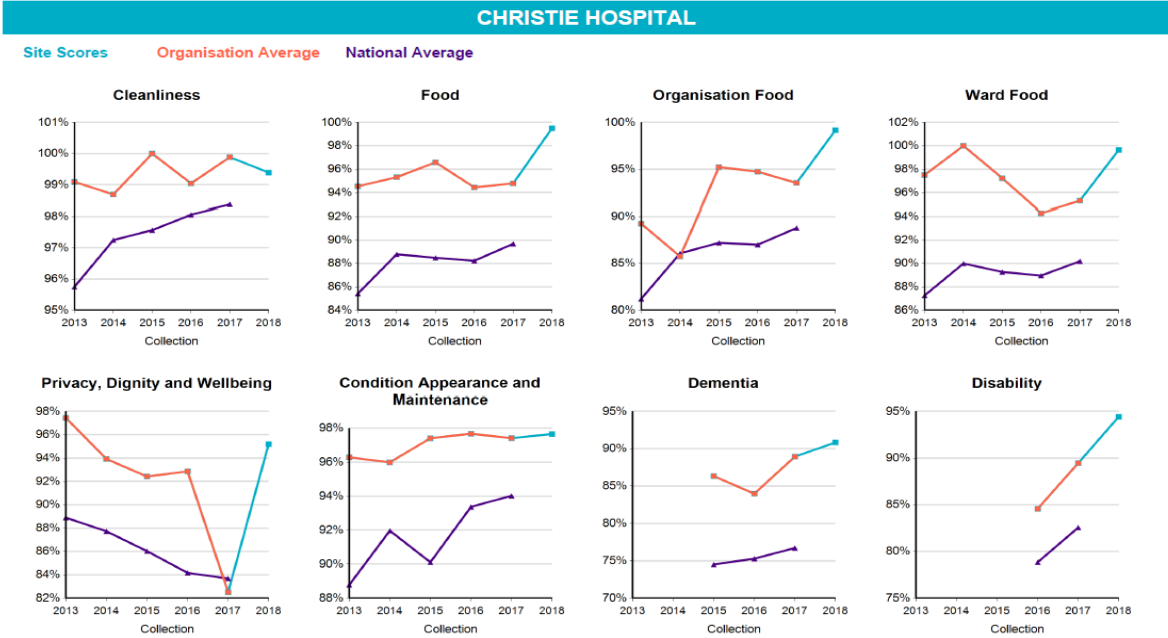 CHRISTIE HOSPITAL
Site Scores Organisation Average National Average
Cleanliness
101%
100%
99%
98%
97%
96%
95%
2013 2014 2015 2016 2017 2018
Collection
Food
100%
98%
96%
94%
92%
90%
88%
86%
84%
2013 2014 2015 2016 2017 2018
Collection
Organisation Food
100%
95%
90%
85%
80%
2013 2014 2015 2016 2017 2018
Collection
Ward Food
102%
100%
98%
96%
94%
92%
90%
88%
86%
2013 2014 2015 2016 2017 2018
Collection
Privacy, Dignity and Wellbeing
98%
96%
94%
92%
90%
88%
86%
84%
82%
2013 2014 2015 2016 2017 2018
Collection
Condition Appearance and
Maintenance
98%
96%
94%
92%
90%
88%
2013 2014 2015 2016 2017 2018
Collection
Dementia
95%
90%
85%
80%
75%
70%
2013 2014 2015 2016 2017 2018
Collection
Disability
95%
90%
85%
80%
75%
2013 2014 2015 2016 2017 2018
Collection